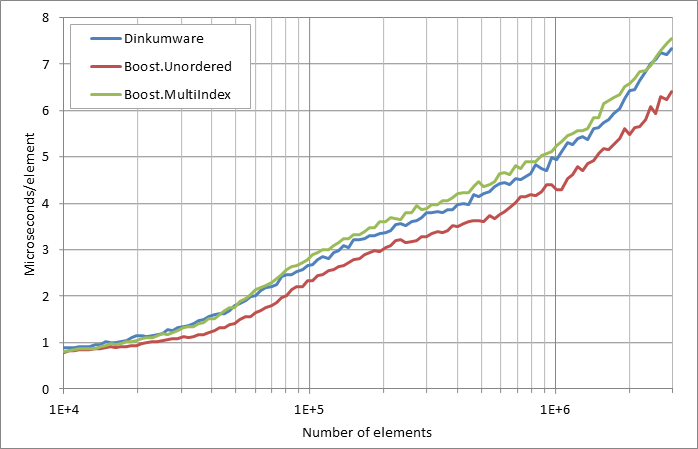 8
7
6
5
4
3
2
1
0
Microseconds/element
Dinkumware
Boost.Unordered
Boost.MultiIndex
1E+4 1E+5 1E+6
Number of elements